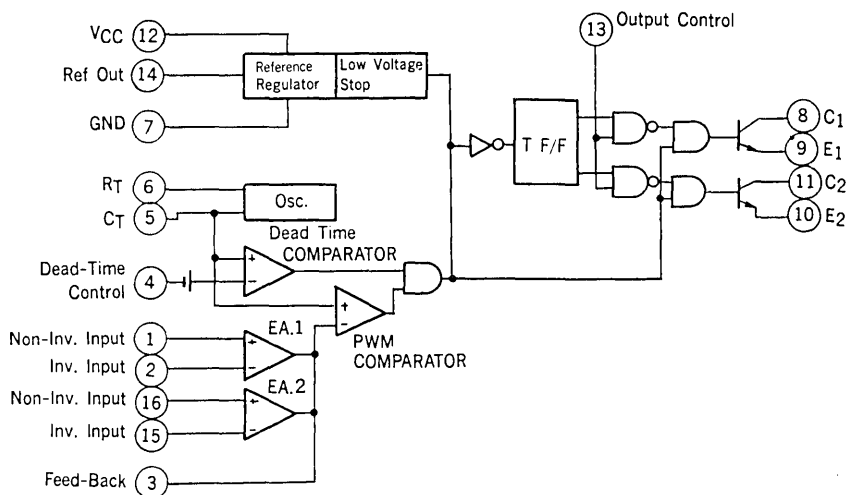 VCC 12
Ref Out 14
GND 7
Reference Regulator
Low Voltage Stop
13 Output Control
T F/F
8 C1
9 E1
11 C2
10 E2
RT 6
CT 5
Osc.
Dead Time
COMPARATOR
+
−
Dead-Time
Control 4
+
−
PWM
COMPARATOR
Non-Inv. Input 1
Inv. Input 2
EA.1
+
−
Non-Inv. Input 16
Inv. Input 15
EA.2
+
−
Feed-Back 3